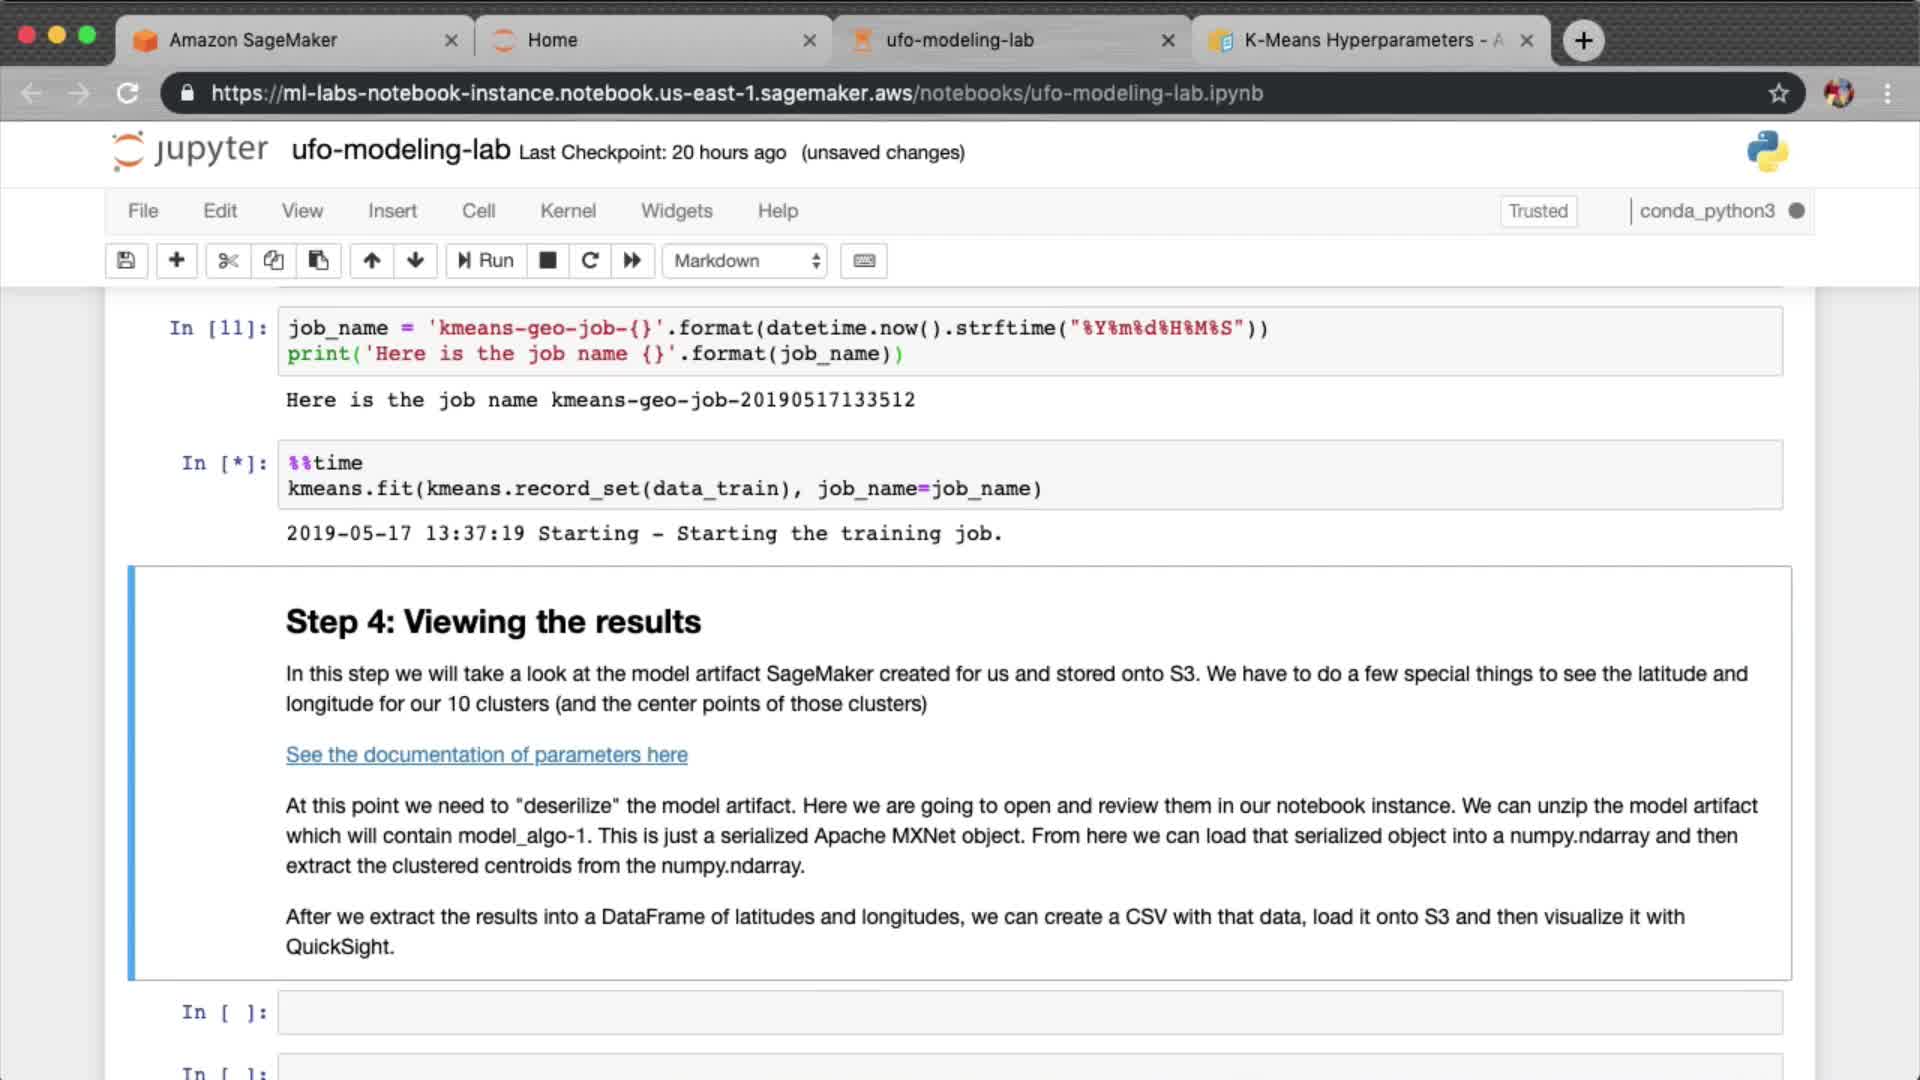 Amazon SageMaker
Home
ufo-modeling-lab
K-Means Hyperparameters - A
https://ml-labs-notebook-instance.notebook.us-east-1.sagemaker.aws/notebooks/ufo-modeling-lab.ipynb
jupyter ufo-modeling-lab Last Checkpoint: 20 hours ago (unsaved changes)
File Edit View Insert Cell Kernel Widgets Help Trusted conda_python3
Run Markdown
In [11]: job_name = 'kmeans-geo-job-{}'.format(datetime.now().strftime("%Y%m%d%H%M%S"))
print('Here is the job name {}'.format(job_name))
Here is the job name kmeans-geo-job-20190517133512
In [*]: %%time
kmeans.fit(kmeans.record_set(data_train), job_name=job_name)
2019-05-17 13:37:19 Starting - Starting the training job.
Step 4: Viewing the results
In this step we will take a look at the model artifact SageMaker created for us and stored onto S3. We have to do a few special things to see the latitude and
longitude for our 10 clusters (and the center points of those clusters)
See the documentation of parameters here
At this point we need to "deserilize" the model artifact. Here we are going to open and review them in our notebook instance. We can unzip the model artifact
which will contain model_algo-1. This is just a serialized Apache MXNet object. From here we can load that serialized object into a numpy.ndarray and then
extract the clustered centroids from the numpy.ndarray.
After we extract the results into a DataFrame of latitudes and longitudes, we can create a CSV with that data, load it onto S3 and then visualize it with
QuickSight.
In [ ]:
In [ ]: